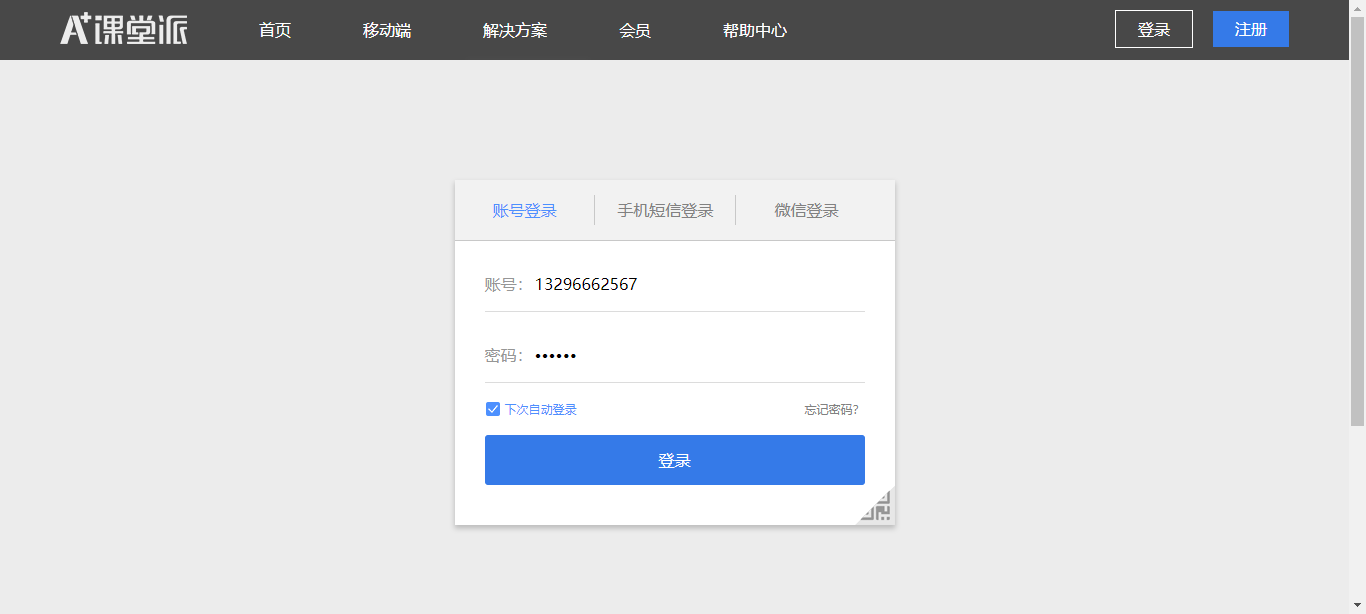 A+课堂派 首页 移动端 解决方案 会员 帮助中心 登录 注册
账号登录 手机短信登录 微信登录
账号： 13296662567
密码： ••••••
下次自动登录 忘记密码?
登录